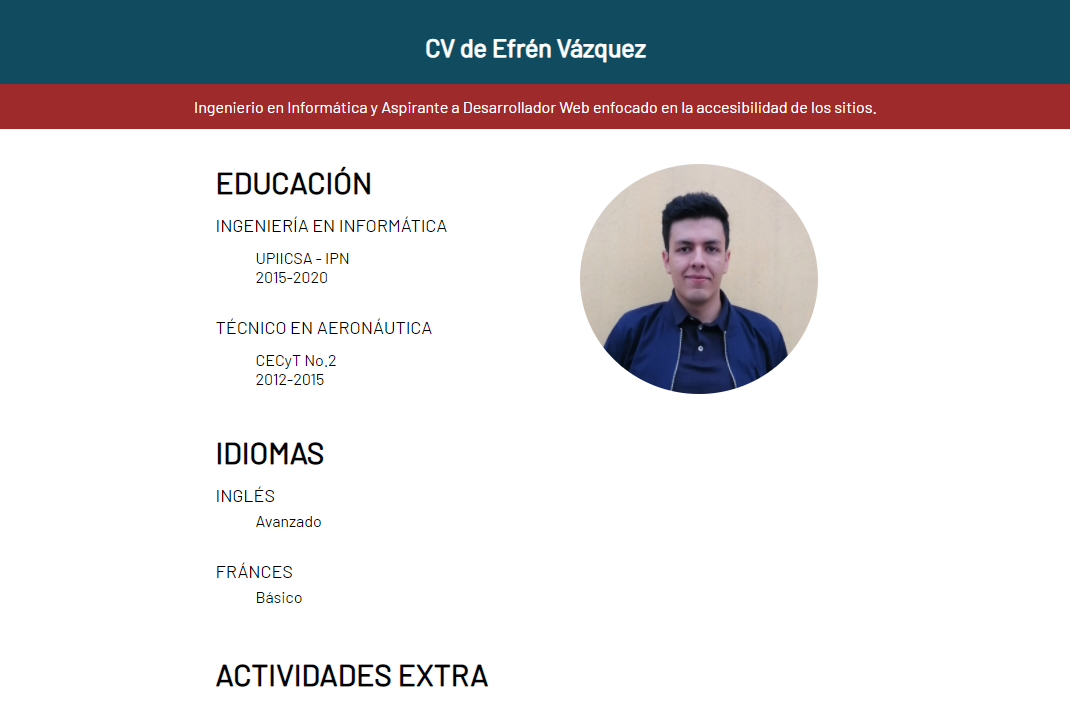 CV de Efrén Vázquez
Ingenierio en Informática y Aspirante a Desarrollador Web enfocado en la accesibilidad de los sitios.
EDUCACIÓN
INGENIERÍA EN INFORMÁTICA
UPIICSA - IPN
2015-2020
TÉCNICO EN AERONÁUTICA
CECyT No.2
2012-2015
IDIOMAS
INGLÉS
Avanzado
FRÁNCES
Básico
ACTIVIDADES EXTRA